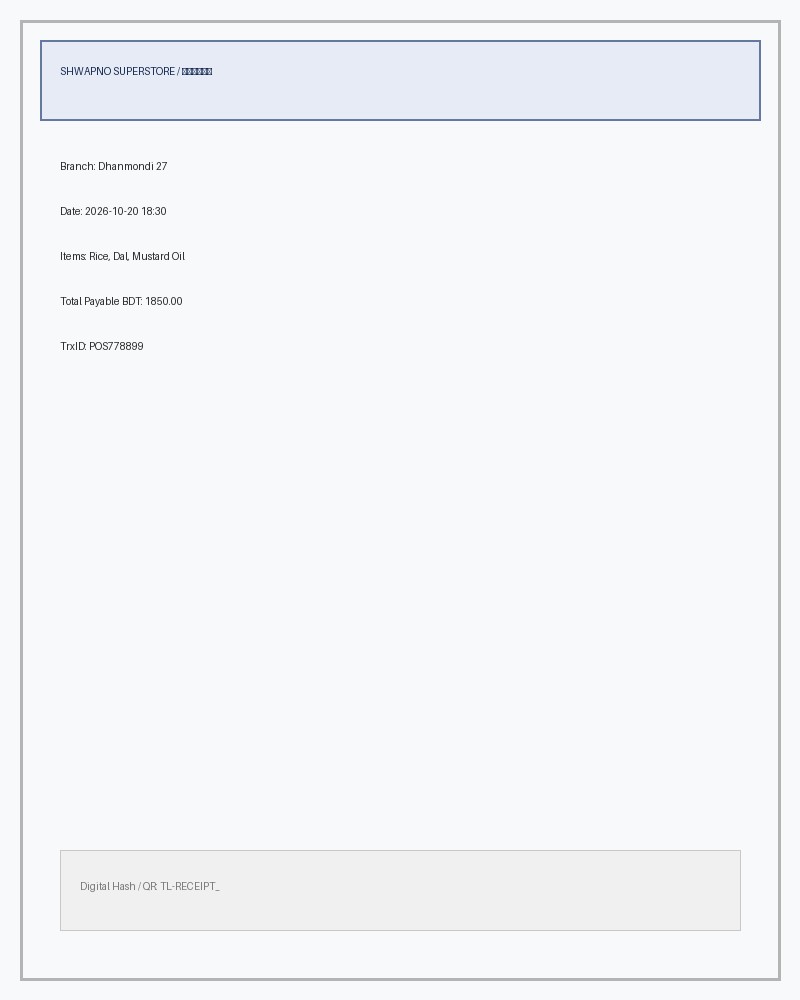 SHWAPNO SUPERSTORE /
Branch: Dhanmondi 27
Date: 2026-10-20 18:30
Items: Rice, Dal, Mustard Oil
Total Payable BDT: 1850.00
TrxID: POS778899
Digital Hash / QR: TL-RECEIPT_